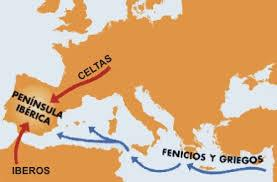 CELTAS
PENÍNSULA
IBÉRICA
FENICIOS Y GRIEGOS
IBEROS